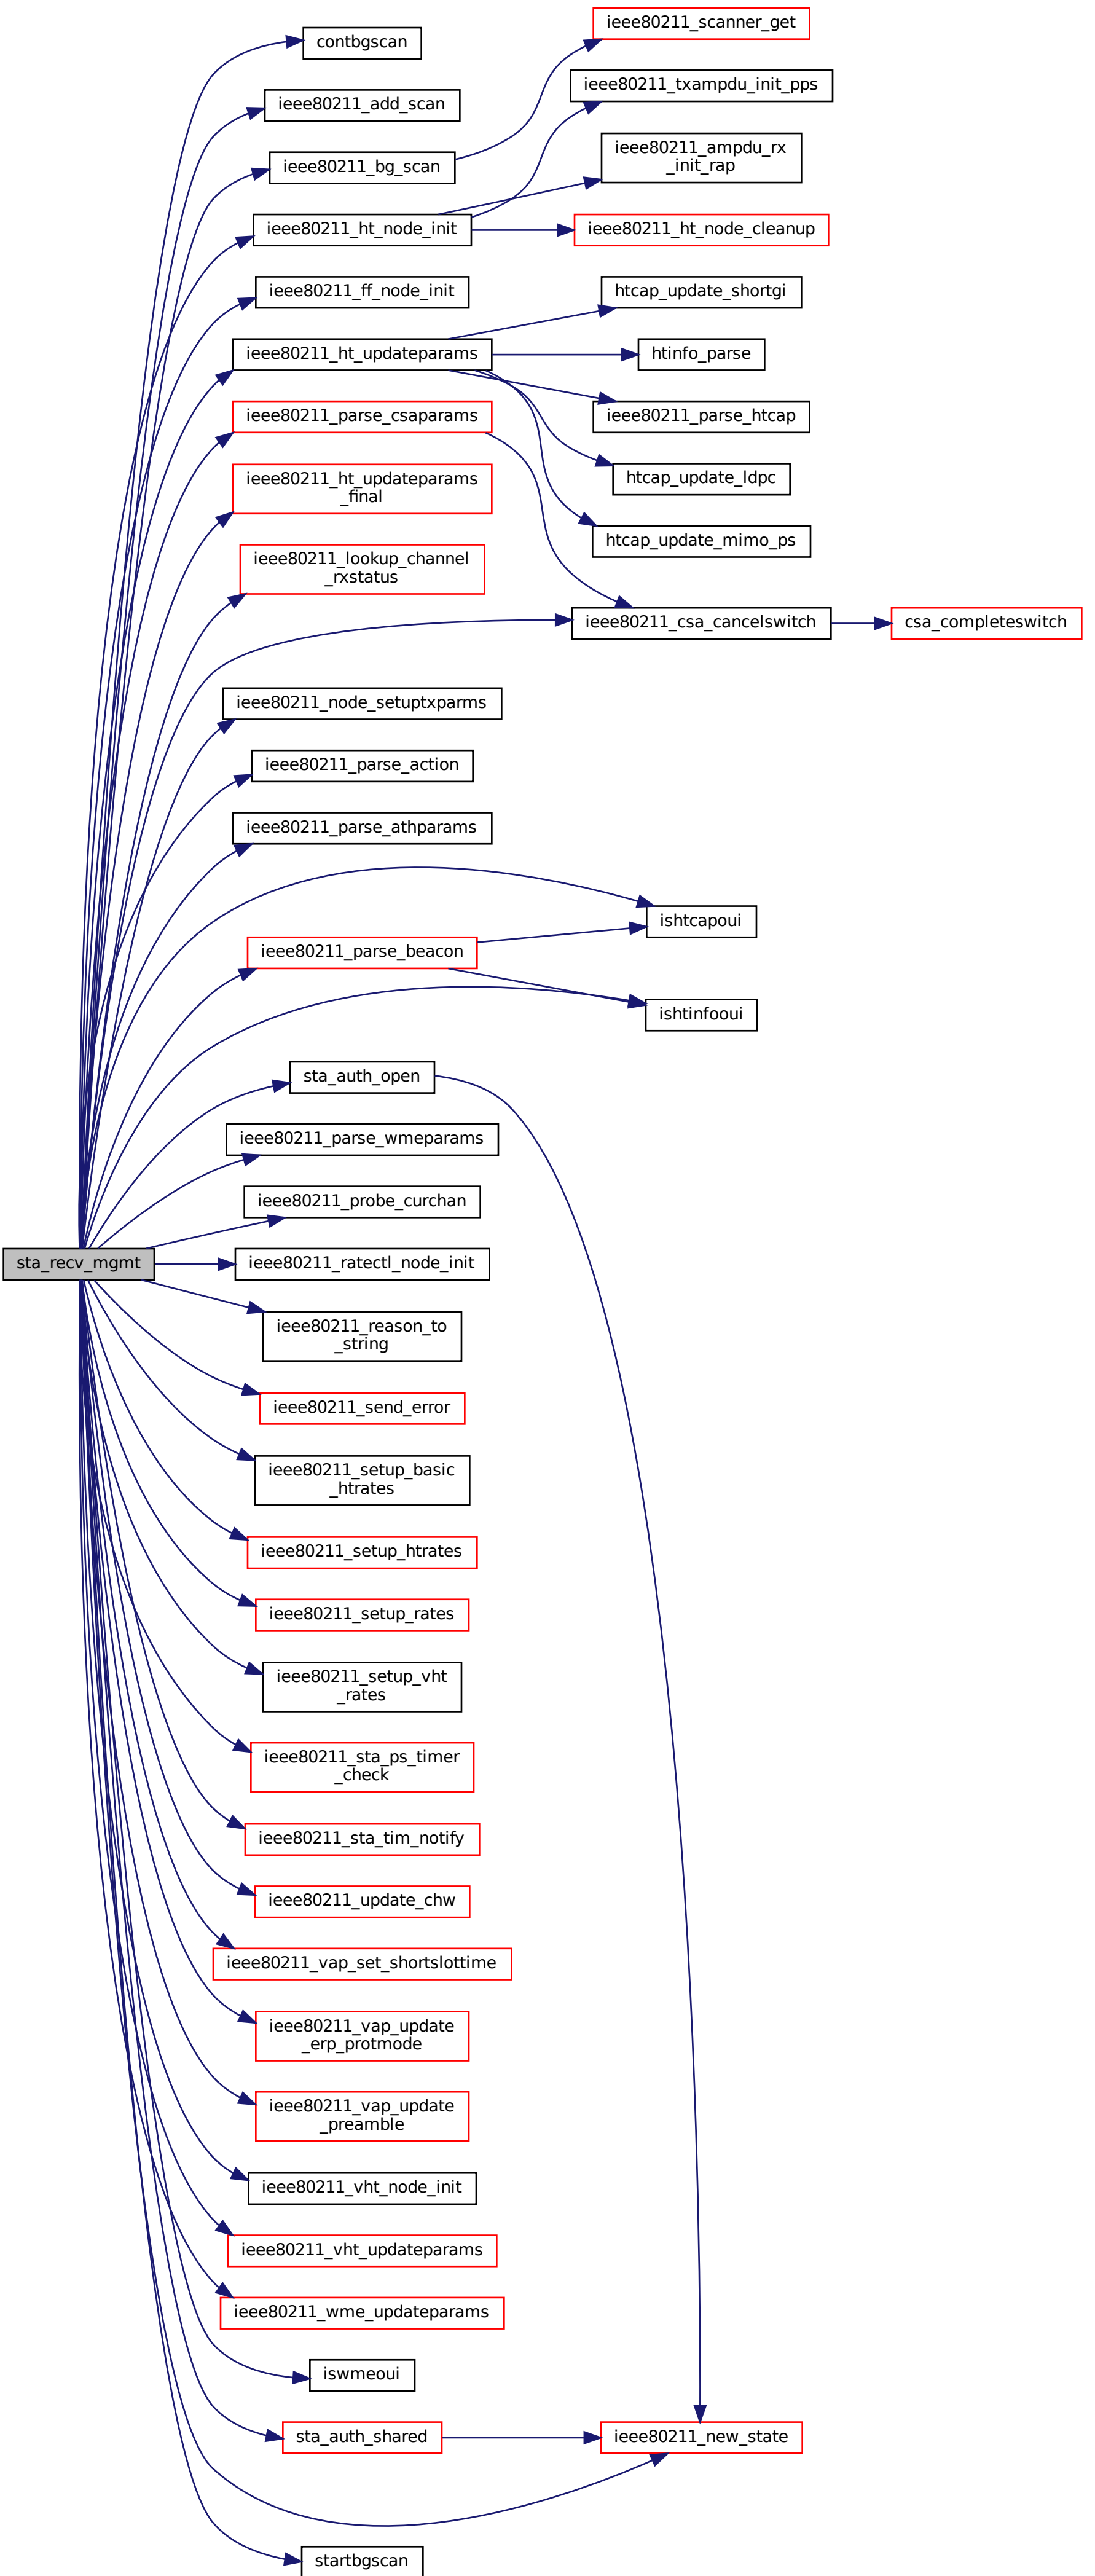 ieee80211_scanner_get
contbgscan
ieee80211_txampdu_init_pps
ieee80211_add_scan
ieee80211_ampdu_rx
_init_rap
ieee80211_bg_scan
ieee80211_ht_node_init
ieee80211_ht_node_cleanup
ieee80211_ff_node_init
htcap_update_shortgi
ieee80211_ht_updateparams
htinfo_parse
ieee80211_parse_csaparams
ieee80211_parse_htcap
ieee80211_ht_updateparams
_final
htcap_update_ldpc
htcap_update_mimo_ps
ieee80211_lookup_channel
_rxstatus
ieee80211_csa_cancelswitch
csa_completeswitch
ieee80211_node_setuptxparms
ieee80211_parse_action
ieee80211_parse_athparams
ishtcapoui
ieee80211_parse_beacon
ishtinfooui
sta_auth_open
ieee80211_parse_wmeparams
ieee80211_probe_curchan
sta_recv_mgmt
ieee80211_ratectl_node_init
ieee80211_reason_to
_string
ieee80211_send_error
ieee80211_setup_basic
_htrates
ieee80211_setup_htrates
ieee80211_setup_rates
ieee80211_setup_vht
_rates
ieee80211_sta_ps_timer
_check
ieee80211_sta_tim_notify
ieee80211_update_chw
ieee80211_vap_set_shortslottime
ieee80211_vap_update
_erp_protmode
ieee80211_vap_update
_preamble
ieee80211_vht_node_init
ieee80211_vht_updateparams
ieee80211_wme_updateparams
iswmeoui
sta_auth_shared
ieee80211_new_state
startbgscan